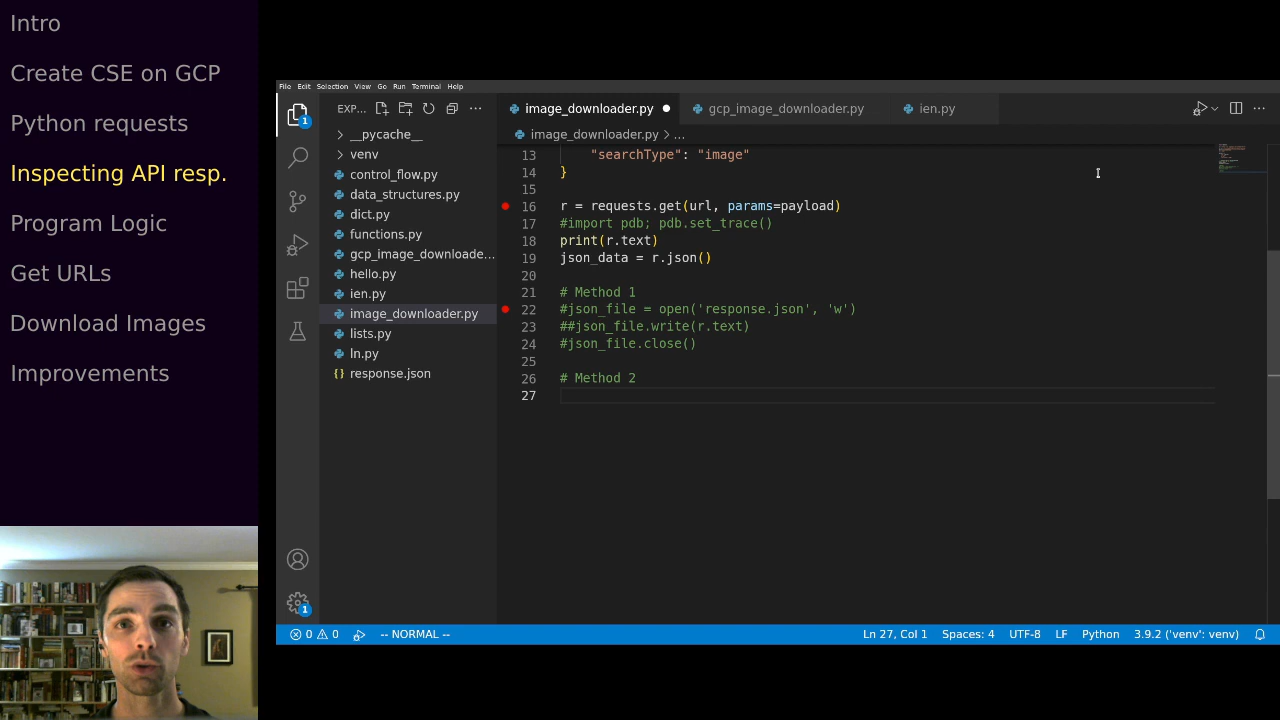 Intro
Create CSE on GCP
Python requests
Inspecting API resp.
Program Logic
Get URLs
Download Images
Improvements
File Edit Selection View Go Run Terminal Help
EXP...
1
__pycache__
venv
control_flow.py
data_structures.py
dict.py
functions.py
gcp_image_downloade...
hello.py
ien.py
image_downloader.py
lists.py
ln.py
{} response.json
1
image_downloader.py gcp_image_downloader.py ien.py
image_downloader.py > ...
13 "searchType": "image"
14 }
15
16 r = requests.get(url, params=payload)
17 #import pdb; pdb.set_trace()
18 print(r.text)
19 json_data = r.json()
20
21 # Method 1
22 #json_file = open('response.json', 'w')
23 ##json_file.write(r.text)
24 #json_file.close()
25
26 # Method 2
27
0 0 -- NORMAL -- Ln 27, Col 1 Spaces: 4 UTF-8 LF Python 3.9.2 ('venv': venv)